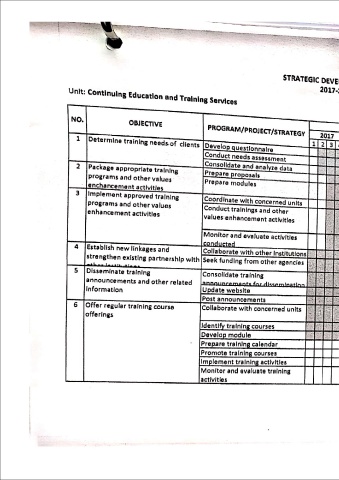 STRATEGIC DEVE
2017-
Unit: Continuing Education and Training Services
NO.
OBJECTIVE
PROGRAM/PROJECT/STRATEGY
2017
1 2 3
1
Determine training needs of clients
Develop questionnaire
Conduct needs assessment
Consolidate and analyze data
2
Package appropriate training
programs and other values
enchancement activities
Prepare proposals
Prepare modules
3
Implement approved training
programs and other values
enhancement activities
Coordinate with concerned units
Conduct trainings and other
values enhancement activities
Monitor and evaluate activities
conducted
4
Establish new linkages and
strengthen existing partnership with
other institutions
Collaborate with other Institutions
Seek funding from other agencies
5
Disseminate training
announcements and other related
information
Consolidate training
announcements for dissemination
Update website
Post announcements
6
Offer regular training course
offerings
Collaborate with concerned units
Identify training courses
Develop module
Prepare training calendar
Promote training courses
Implement training activities
Monitor and evaluate training
activities